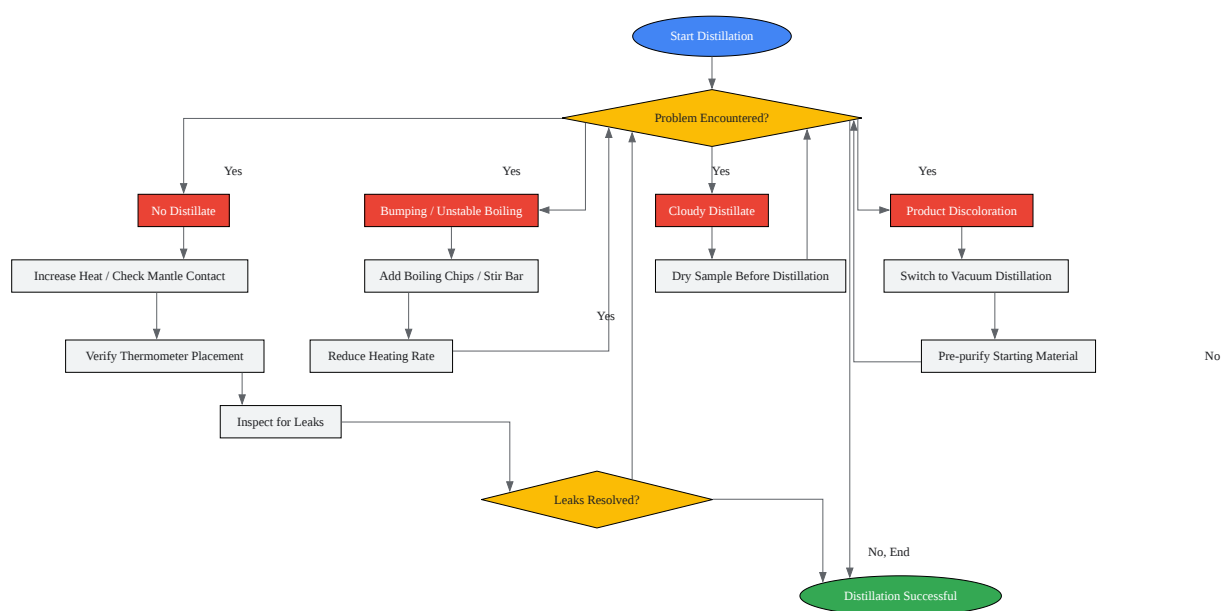 Start Distillation
Problem Encountered?
Yes
Yes
Yes
Yes
No Distillate
Bumping / Unstable Boiling
Cloudy Distillate
Product Discoloration
Increase Heat / Check Mantle Contact
Add Boiling Chips / Stir Bar
Dry Sample Before Distillation
Switch to Vacuum Distillation
Yes
Verify Thermometer Placement
Reduce Heating Rate
Pre-purify Starting Material
No
Inspect for Leaks
Leaks Resolved?
No, End
Distillation Successful